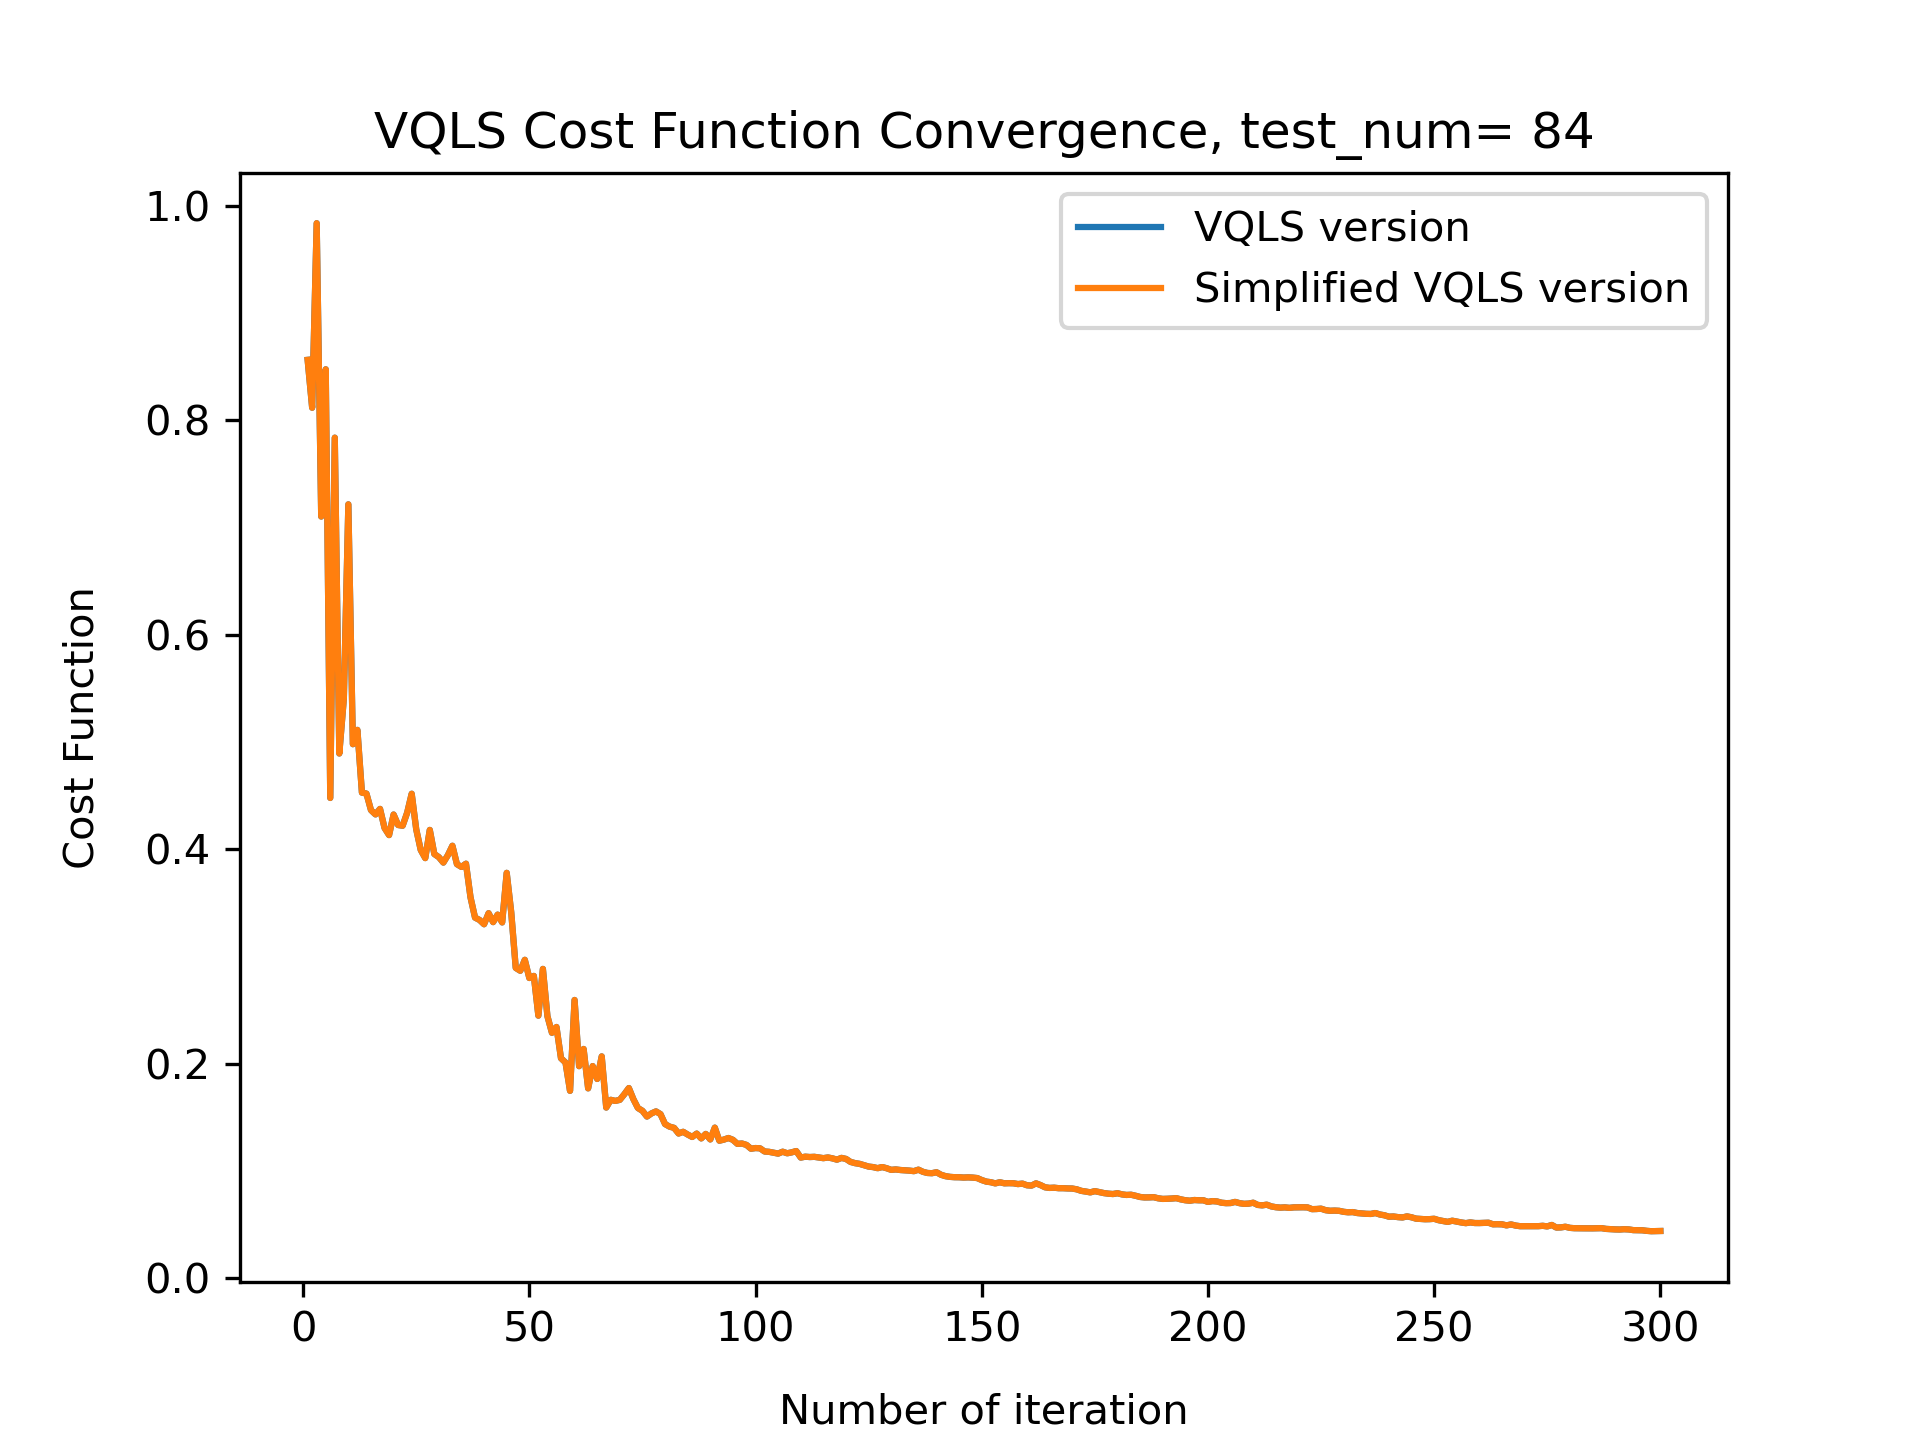 VQLS Cost Function Convergence, test_num= 84
VQLS version
Simplified VQLS version
1.0
0.8
0.6
0.4
0.2
0.0
Cost Function
0 50 100 150 200 250 300
Number of iteration